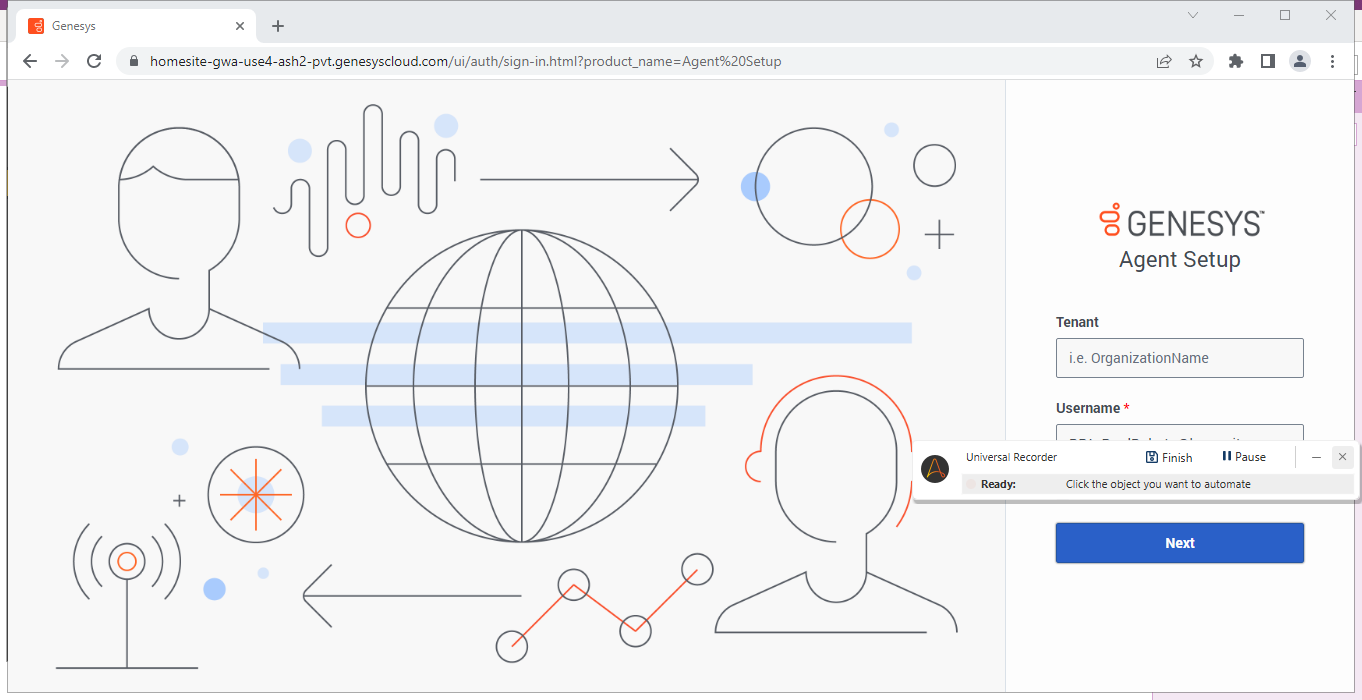 Genesys
homesite-gwa-use4-ash2-pvt.genesyscloud.com/ui/auth/sign-in.html?product_name=Agent%20Setup
GENESYS™
Agent Setup
Tenant
i.e. OrganizationName
Username *
Universal Recorder
Finish
Pause
Ready:
Click the object you want to automate
Next